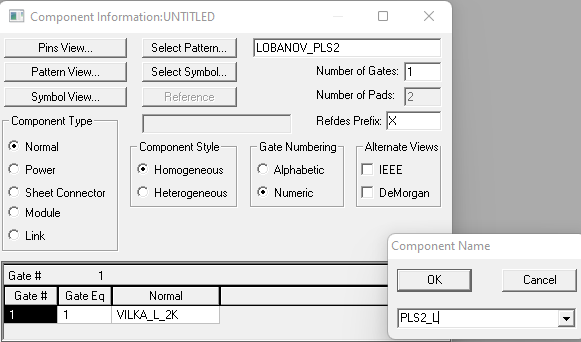 Component Information:UNTITLED
Pins View... Select Pattern... LOBANOV_PLS2
Pattern View... Select Symbol... Number of Gates: 1
Symbol View... Reference Number of Pads: 2
Refdes Prefix: X
Component Type
Normal
Power
Sheet Connector
Module
Link
Component Style
Homogeneous
Heterogeneous
Gate Numbering
Alphabetic
Numeric
Alternate Views
IEEE
DeMorgan
Gate # 1
Gate # Gate Eq Normal
1 1 VILKA_L_2K
Component Name
OK Cancel
PLS2_L